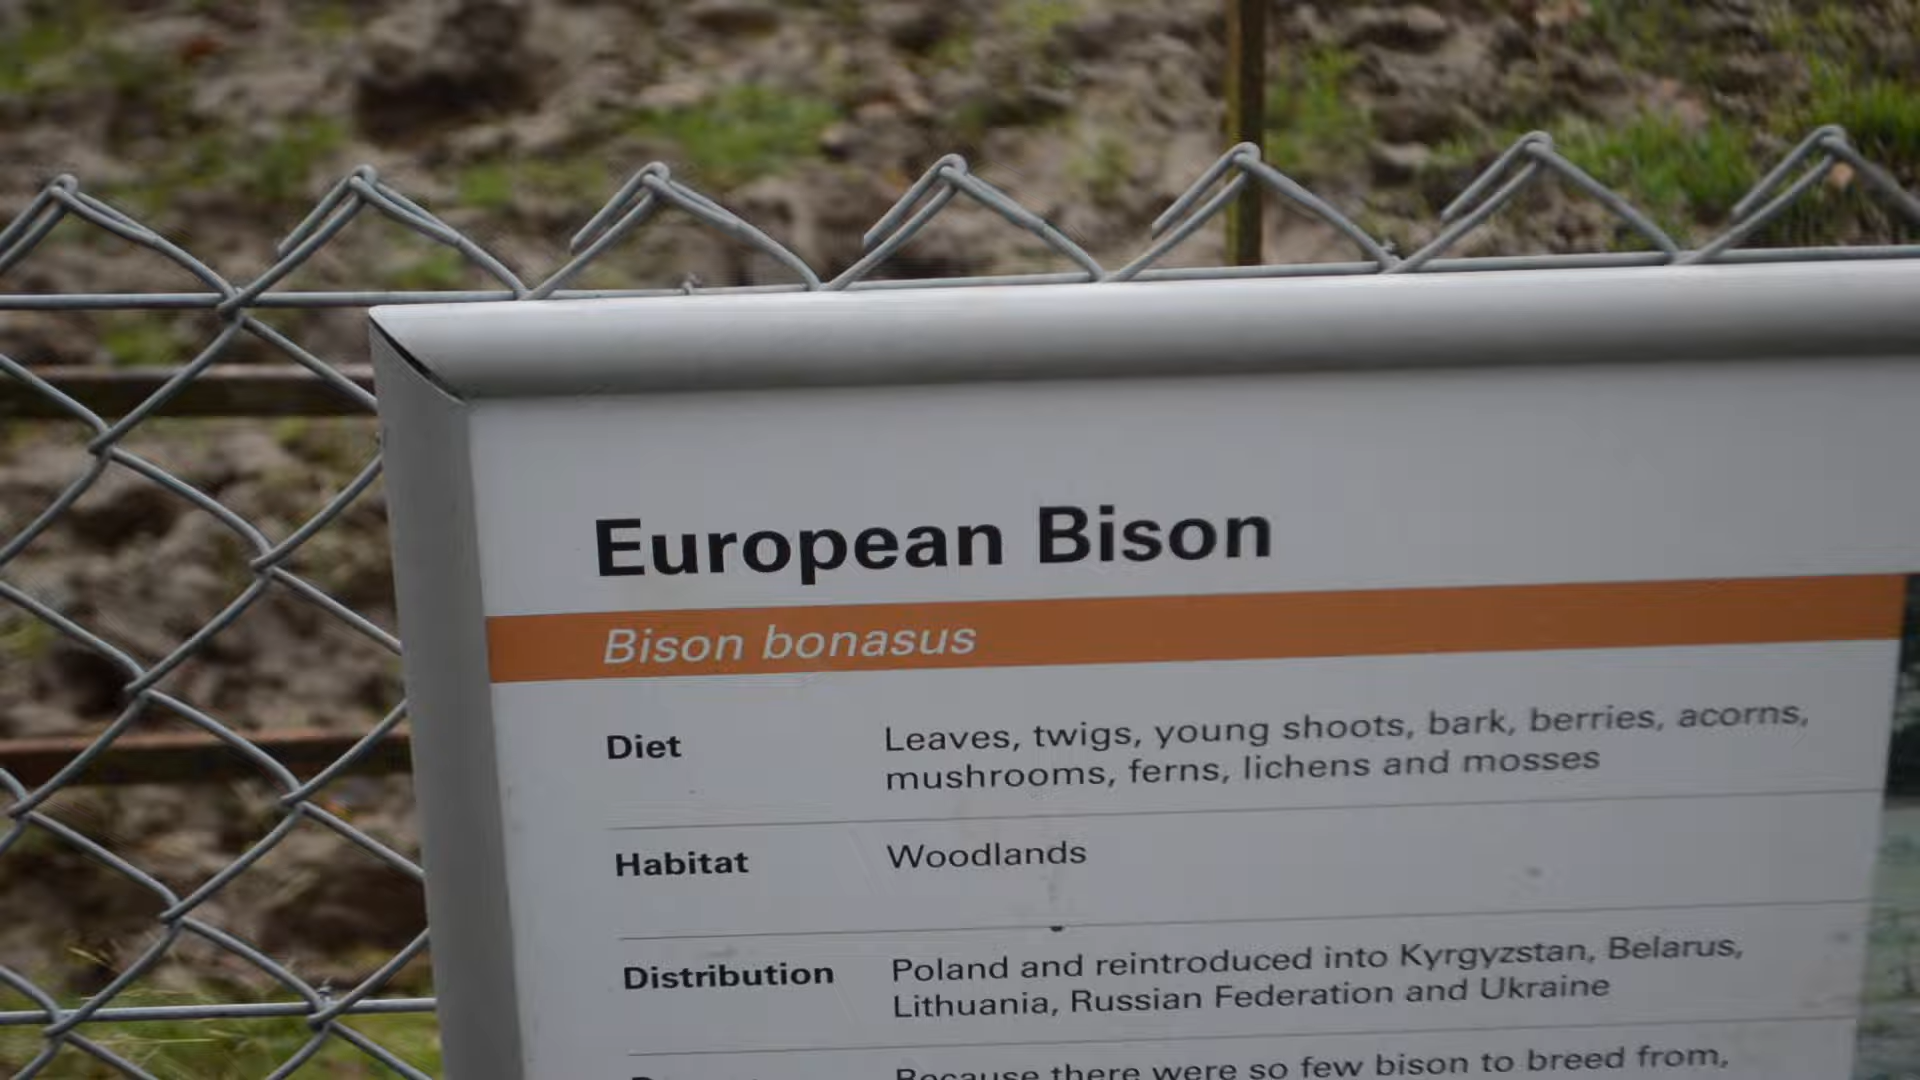 European Bison
Bison bonasus
Diet
Leaves, twigs, young shoots, bark, berries, acorns,
mushrooms, ferns, lichens and mosses
Habitat
Woodlands
Distribution
Poland and reintroduced into Kyrgyzstan, Belarus,
Lithuania, Russian Federation and Ukraine
Because there were so few bison to breed from,